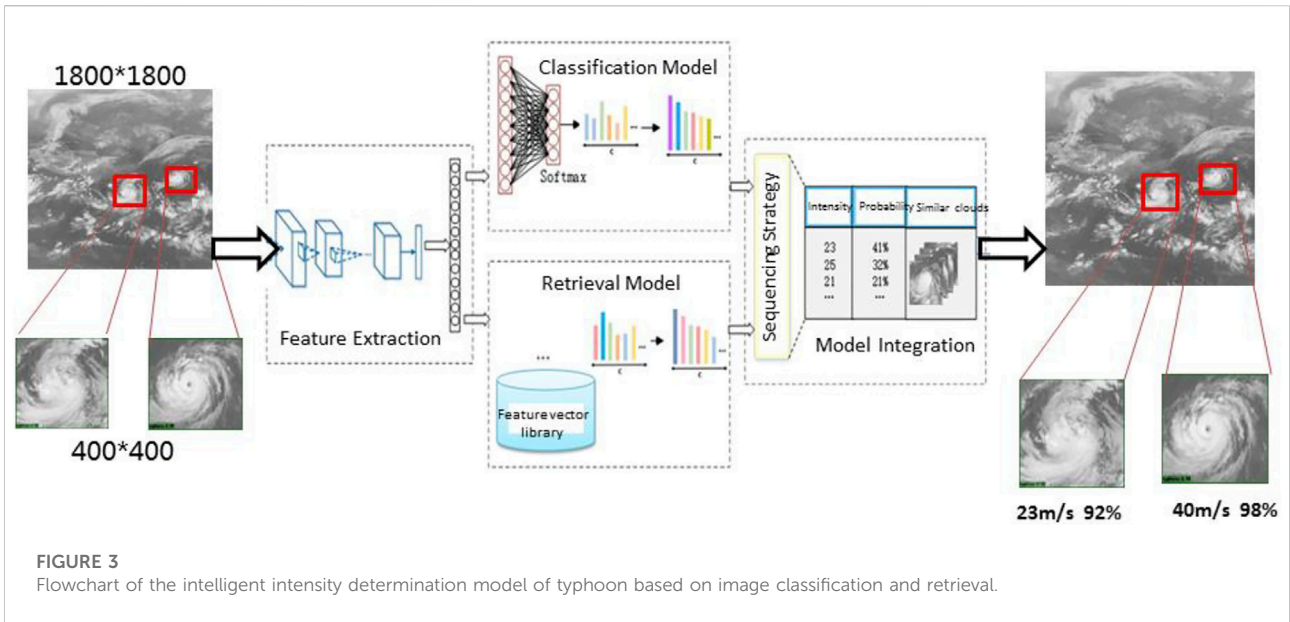 1800*1800
400*400
Feature Extraction
Classification Model
Softmax
...
...
c
c
Retrieval Model
...
Feature vector
library
...
...
c
c
Sequencing Strategy
Intensity Probability Similar clouds
23 41%
25 32%
21 21%
... ...
Model Integration
23m/s 92%
40m/s 98%
FIGURE 3
Flowchart of the intelligent intensity determination model of typhoon based on image classification and retrieval.